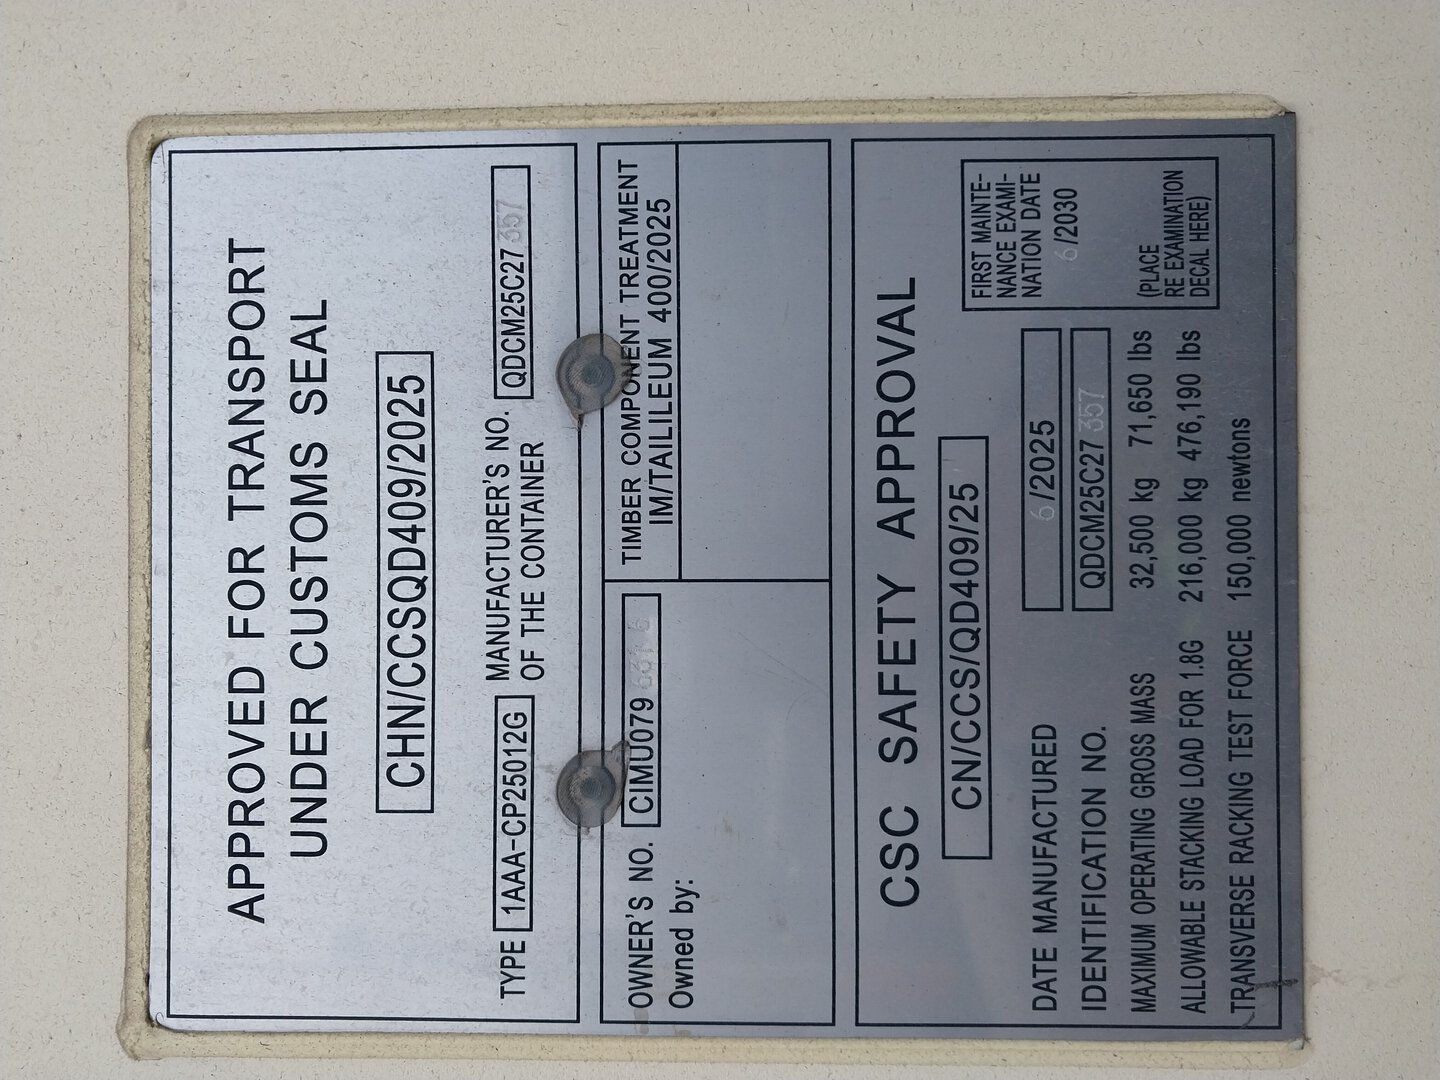 APPROVED FOR TRANSPORT
UNDER CUSTOMS SEAL
CHN/CCSQD409/2025
TYPE 1AAA-CP25012G MANUFACTURER'S NO. QDCM25C27 357
OF THE CONTAINER
OWNER'S NO. CIMU079
Owned by:
TIMBER COMPONENT TREATMENT
IM/TAILILEUM 400/2025
CSC SAFETY APPROVAL
CN/CCS/QD409/25
DATE MANUFACTURED 6/2025
IDENTIFICATION NO. QDCM25C27 357
MAXIMUM OPERATING GROSS MASS 32,500 kg 71,650 lbs
ALLOWABLE STACKING LOAD FOR 1.8G 216,000 kg 476,190 lbs
TRANSVERSE RACKING TEST FORCE 150,000 newtons
FIRST MAINTE-
NANCE EXAMI-
NATION DATE
6/2030
(PLACE
RE EXAMINATION
DECAL HERE)